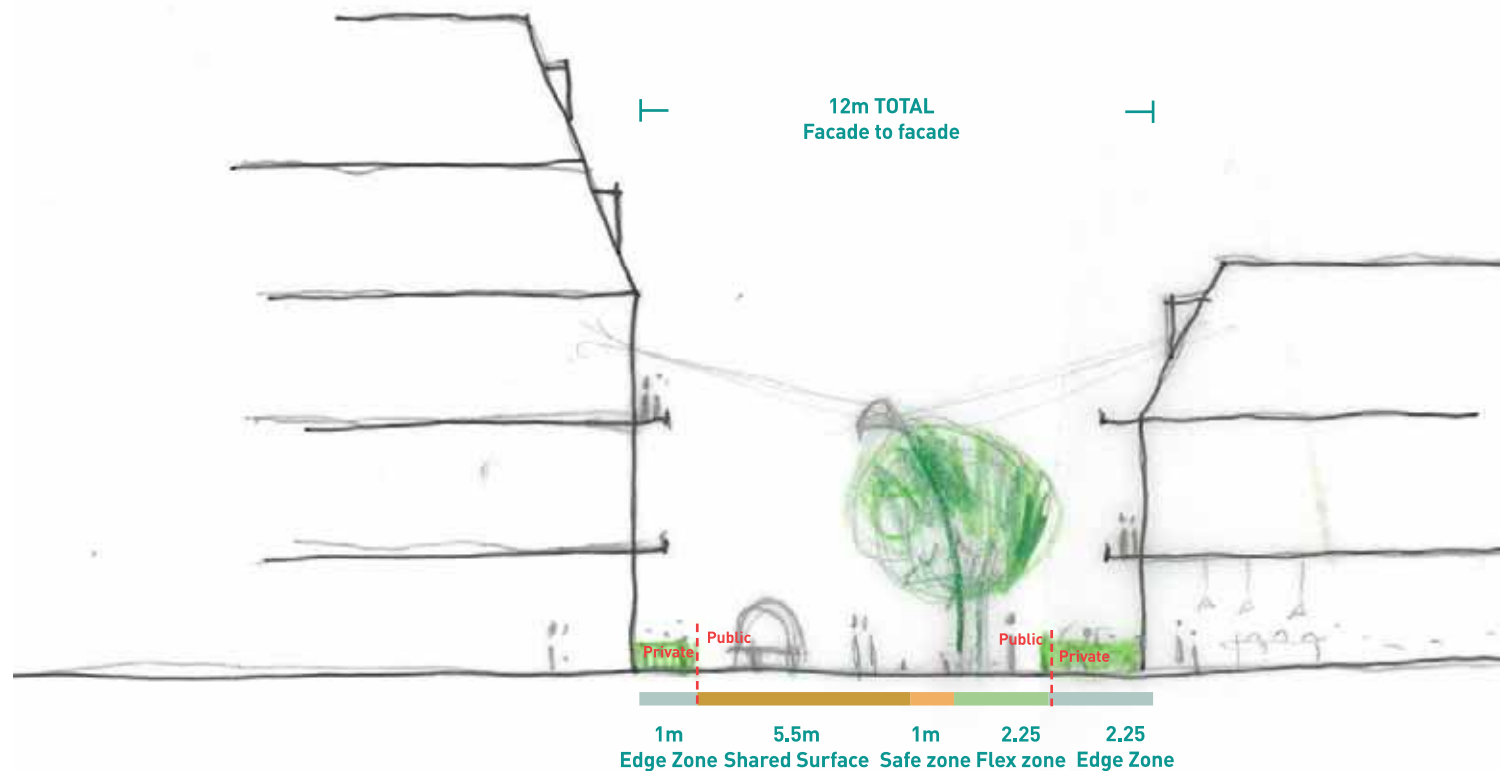 12m TOTAL
Facade to facade
Public
Private
Public
Private
1m
Edge Zone
5.5m
Shared Surface
1m
Safe zone
2.25
Flex zone
2.25
Edge Zone